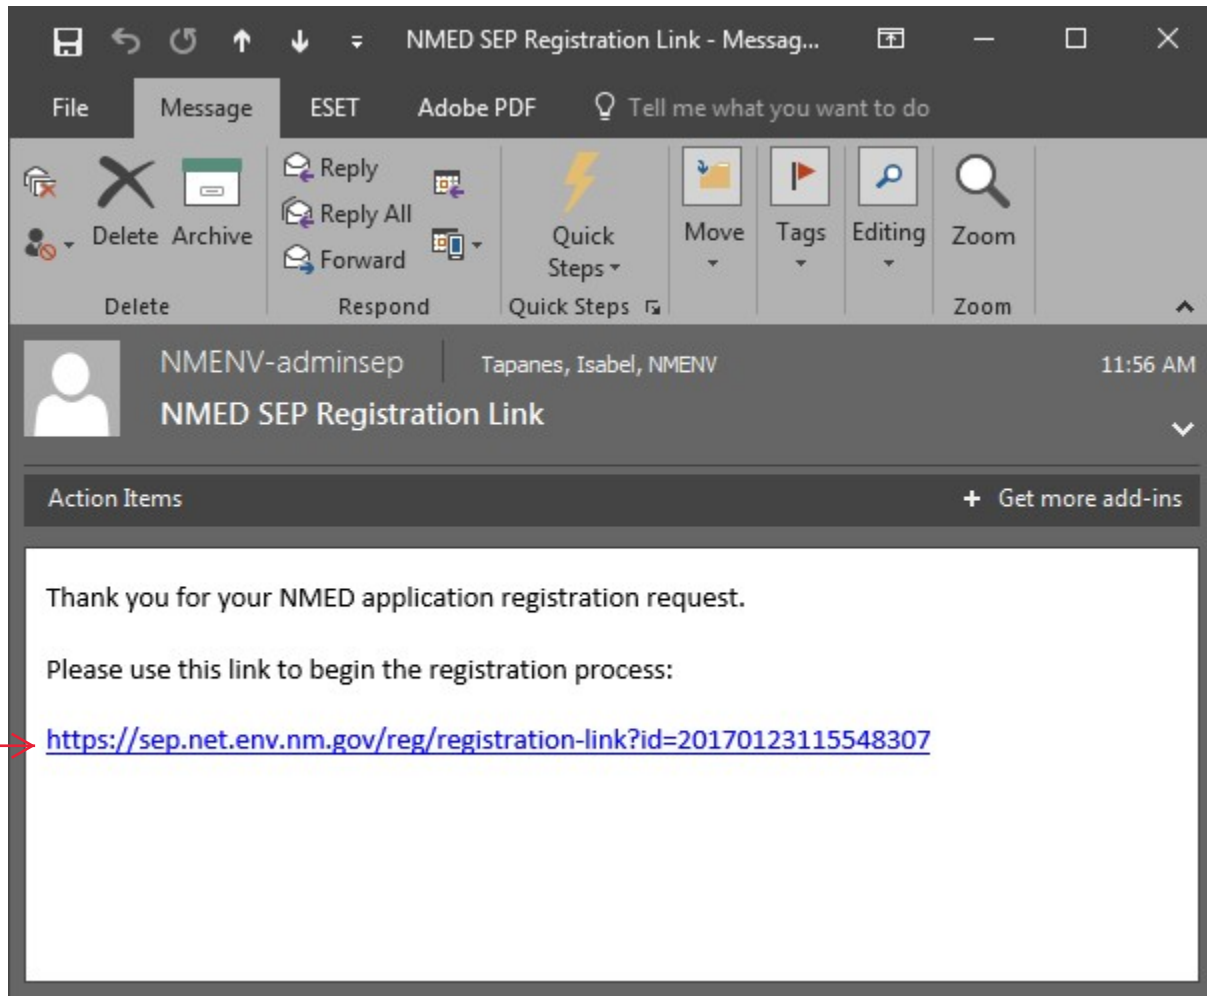 NMED SEP Registration Link - Messag...
File Message ESET Adobe PDF Tell me what you want to do
Delete Archive
Reply
Reply All
Forward
Quick Steps
Move
Tags
Editing
Zoom
Delete Respond Quick Steps Zoom
NMENV-adminsep Tapanes, Isabel, NMENV 11:56 AM
NMED SEP Registration Link
Action Items + Get more add-ins
Thank you for your NMED application registration request.
Please use this link to begin the registration process:
https://sep.net.env.nm.gov/reg/registration-link?id=20170123115548307